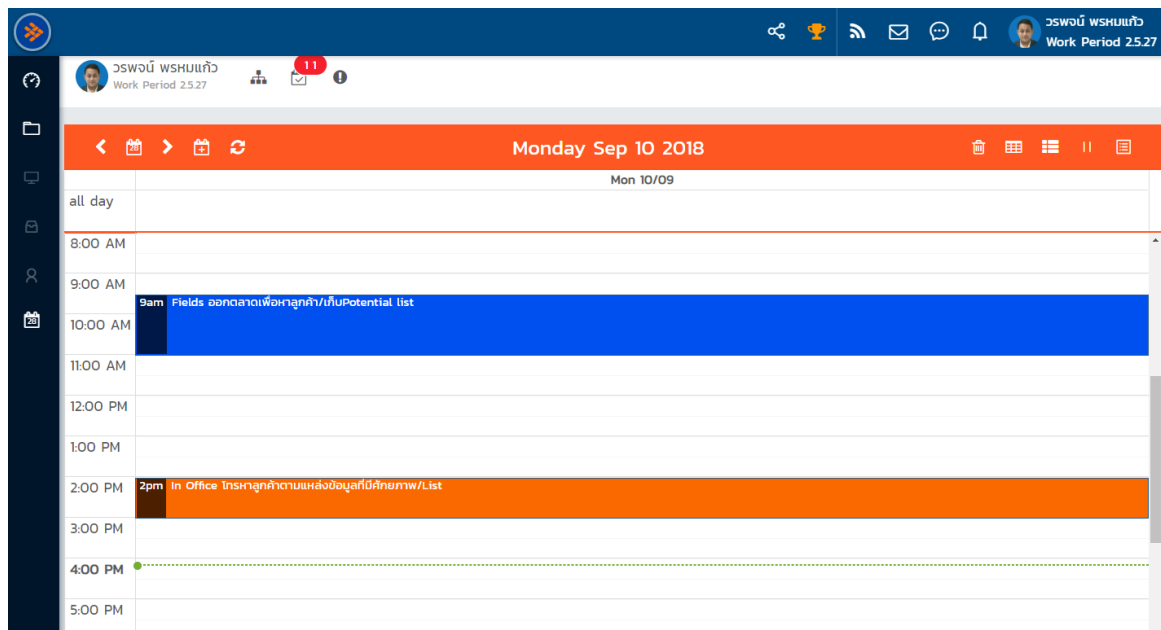 วรพจน์ พรหมแก้ว
Work Period 2.5.27
วรพจน์ พรหมแก้ว
Work Period 2.5.27
11
28
Monday Sep 10 2018
Mon 10/09
all day
8:00 AM
9:00 AM
9am Fields ออกตลาดเพื่อหาลูกค้า/เก็บPotential list
10:00 AM
11:00 AM
12:00 PM
1:00 PM
2:00 PM
2pm In Office โทรหาลูกค้าตามแหล่งข้อมูลที่มีศักยภาพ/List
3:00 PM
4:00 PM
5:00 PM
28